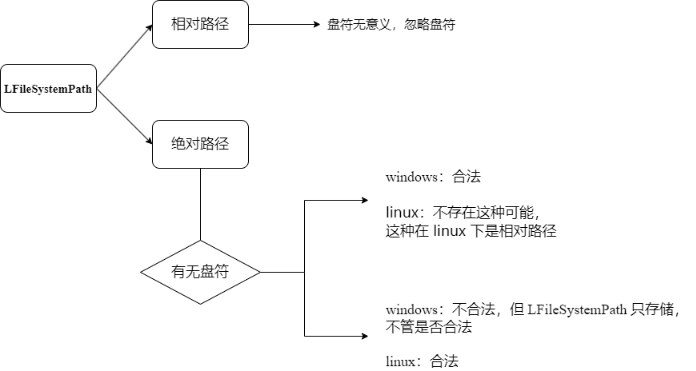 相对路径
盘符无意义，忽略盘符
LFileSystemPath
绝对路径
windows：合法
linux：不存在这种可能，
这种在 linux 下是相对路径
有无盘符
windows：不合法，但 LFileSystemPath 只存储，
不管是否合法
linux：合法